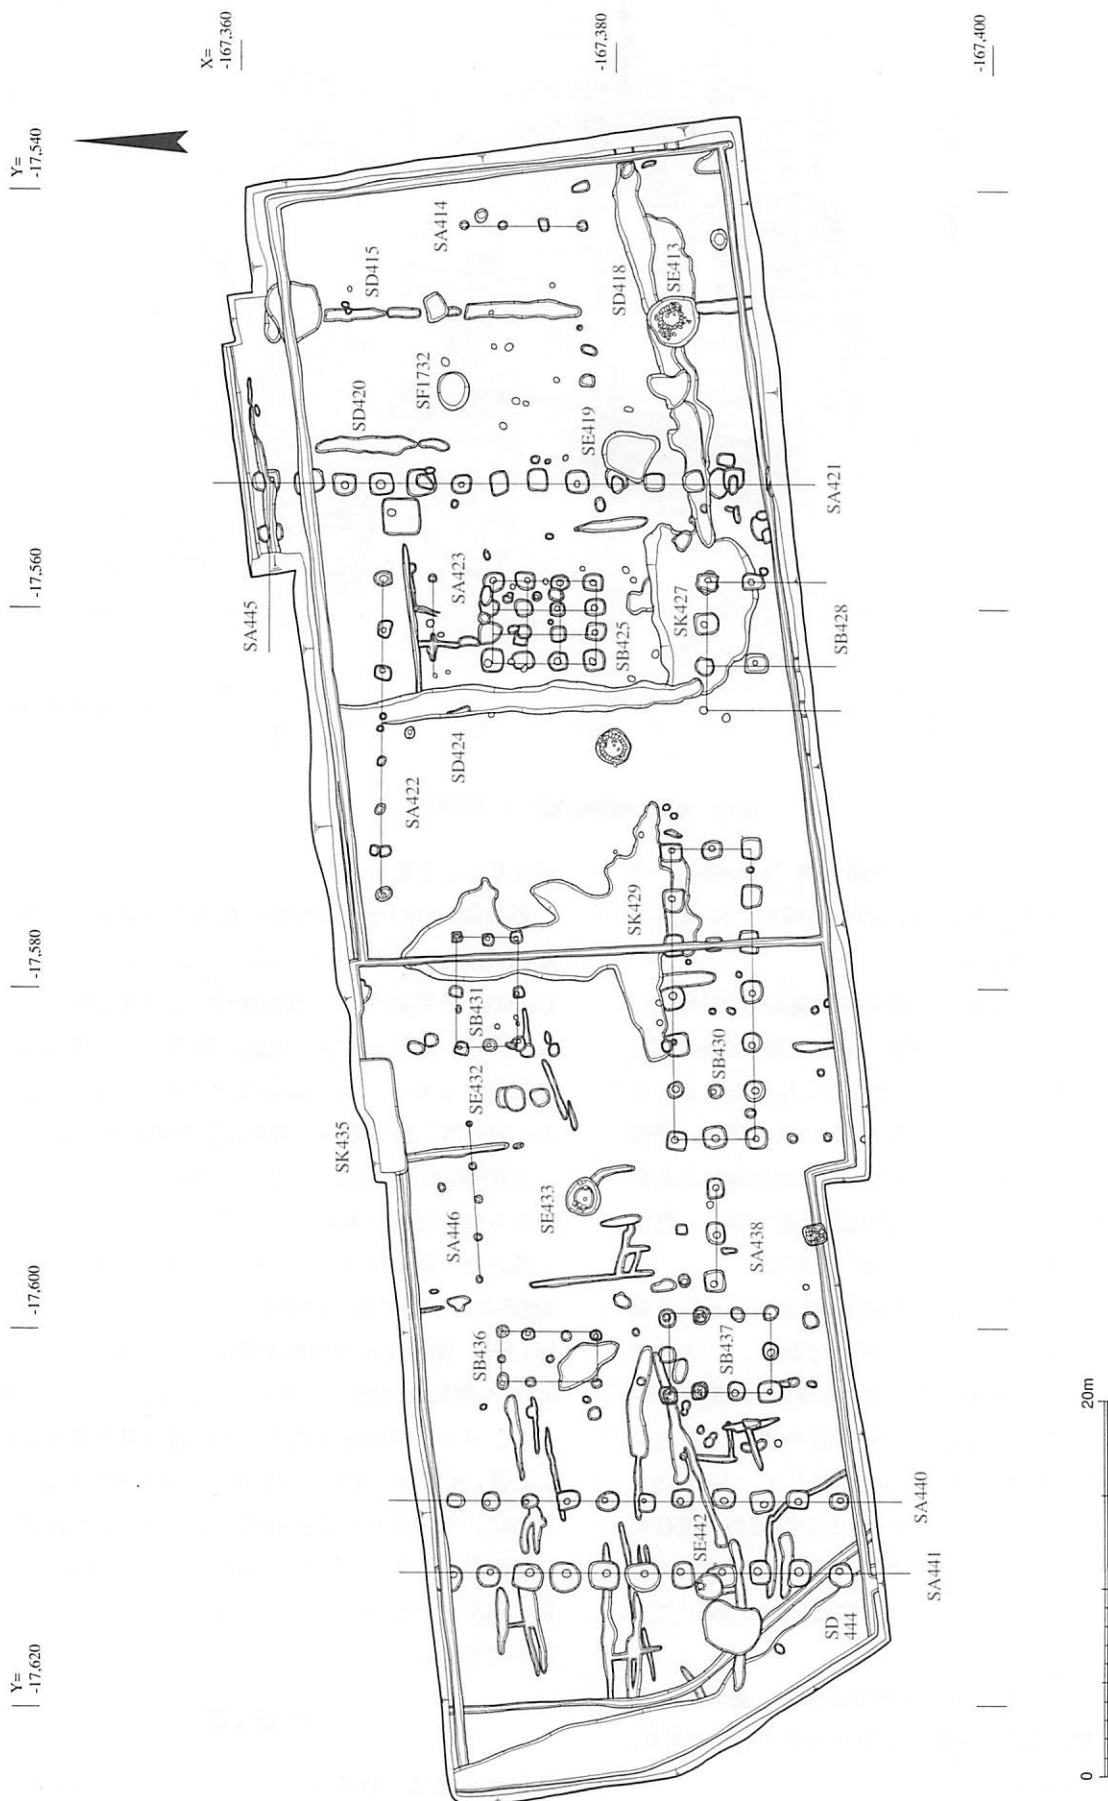 X=
-167,360
-167,380
-167,400
Y=
-17,540
-17,560
-17,580
-17,600
Y=
-17,620
SA414
SD415
SD418
SE413
SF1732
SD420
SE419
SA421
SA445
SA423
SB425
SK427
SB428
SD424
SA422
SK429
SB431
SE432
SB430
SK435
SE433
SA446
SA438
SB436
SB437
SA440
SE442
SA441
SD
444
0
20m